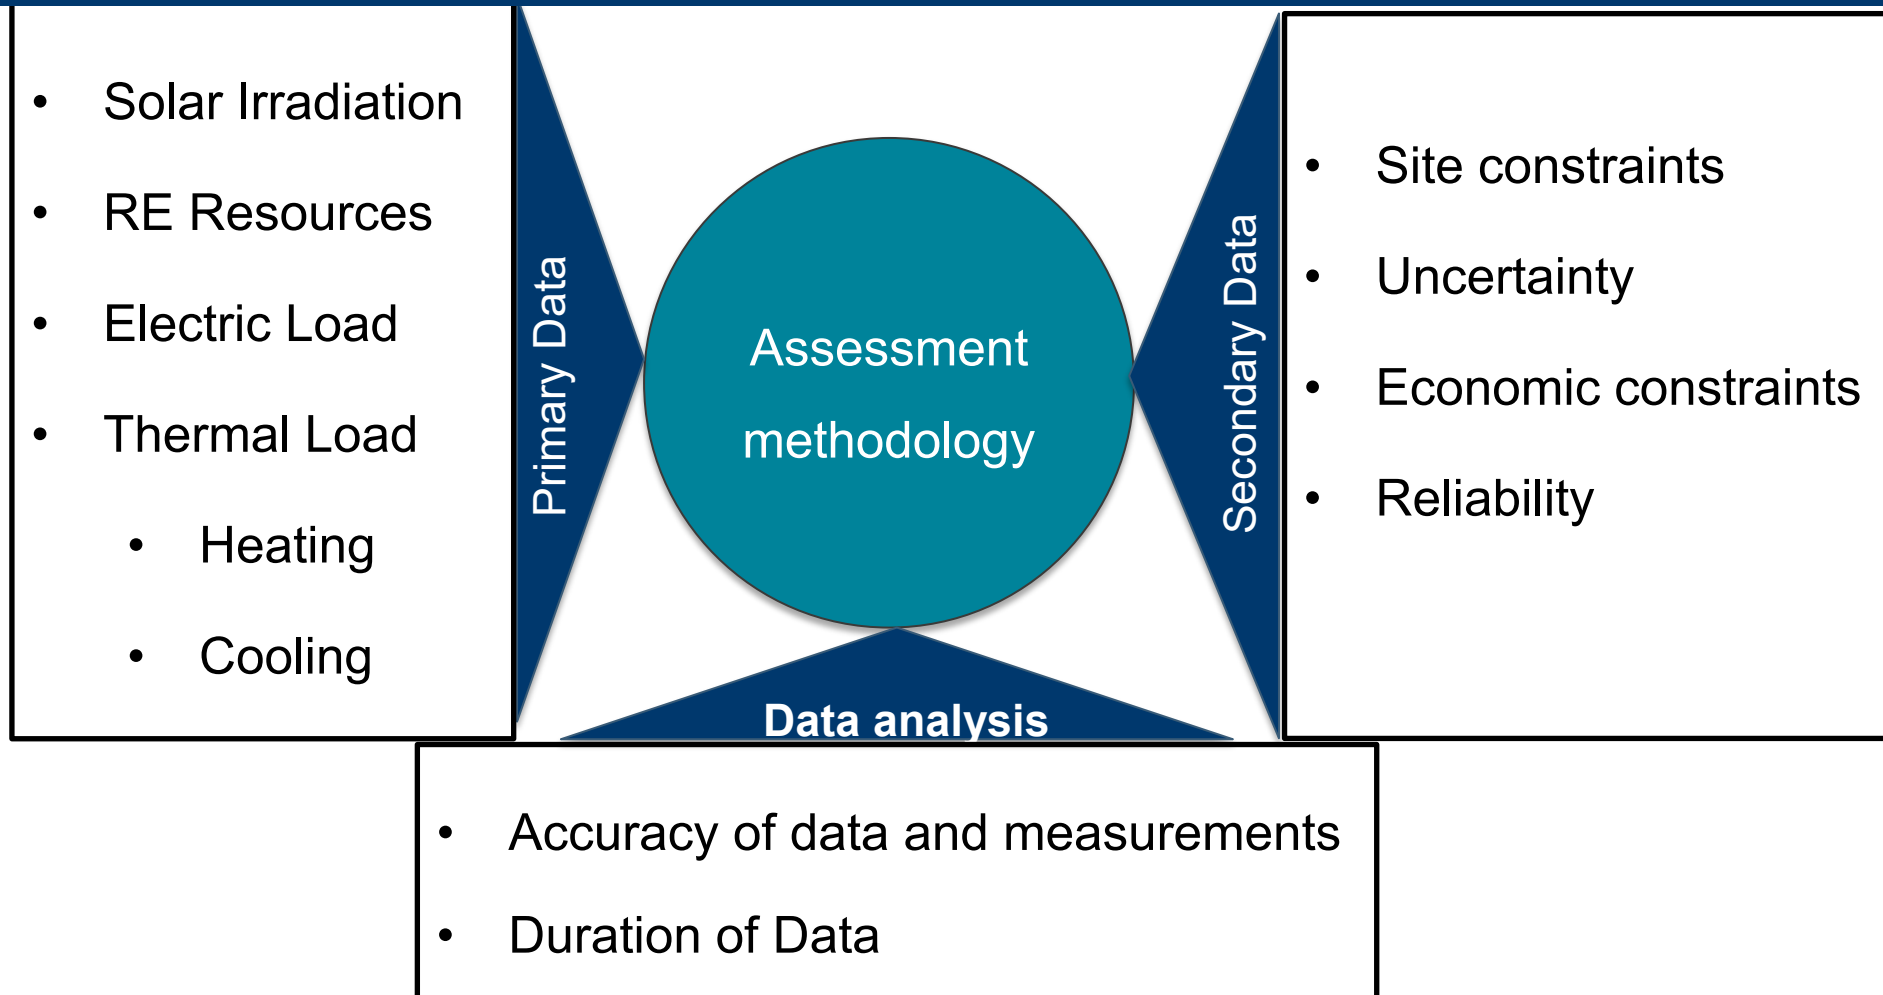 • Solar Irradiation
• RE Resources
• Electric Load
• Thermal Load
• Heating
• Cooling
Primary Data
Assessment
methodology
Secondary Data
• Site constraints
• Uncertainty
• Economic constraints
• Reliability
Data analysis
• Accuracy of data and measurements
• Duration of Data